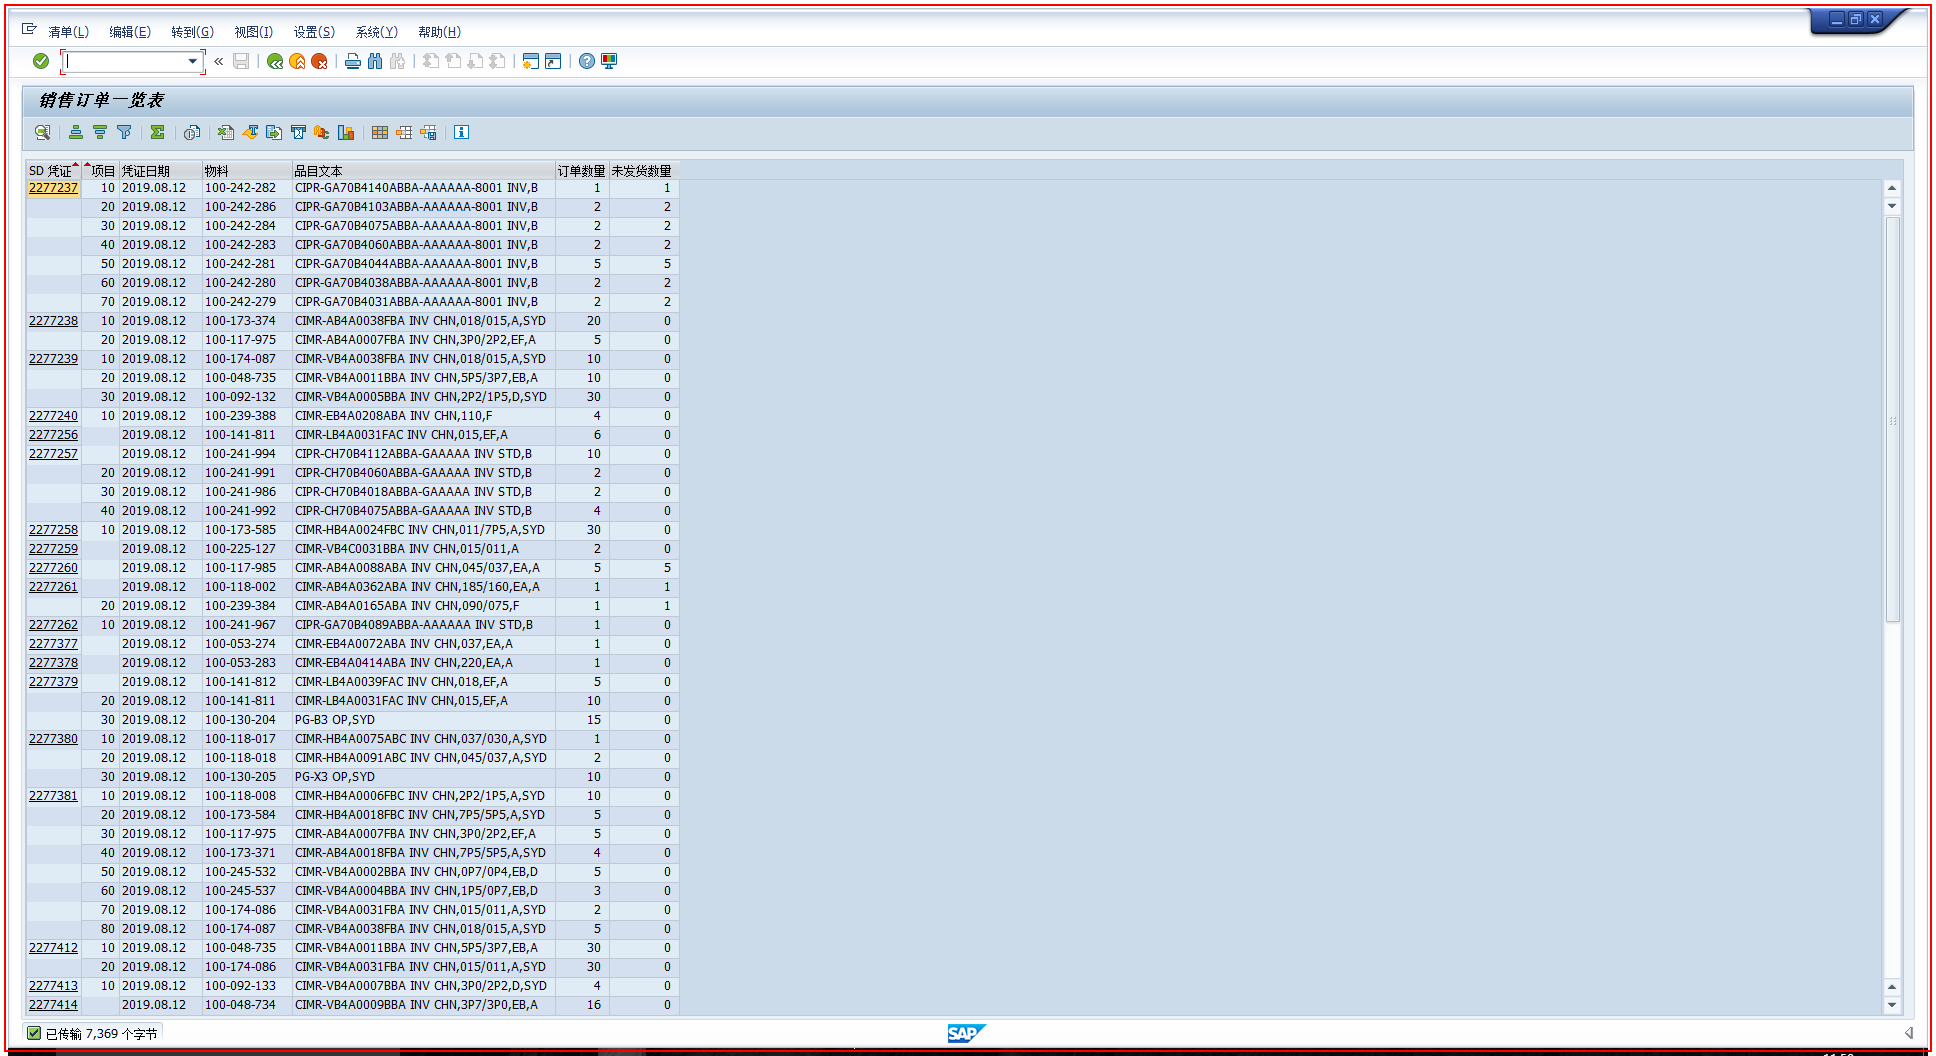 清单(L) 编辑(E) 转到(G) 视图(I) 设置(S) 系统(Y) 帮助(H)
销售订单一览表
SD 凭证 项目 凭证日期 物料 品目文本 订单数量 未发货数量
2277237 10 2019.08.12 100-242-282 CIPR-GA70B4140ABBA-AAAAAA-8001 INV,B 1 1
20 2019.08.12 100-242-286 CIPR-GA70B4103ABBA-AAAAAA-8001 INV,B 2 2
30 2019.08.12 100-242-284 CIPR-GA70B4075ABBA-AAAAAA-8001 INV,B 2 2
40 2019.08.12 100-242-283 CIPR-GA70B4060ABBA-AAAAAA-8001 INV,B 2 2
50 2019.08.12 100-242-281 CIPR-GA70B4044ABBA-AAAAAA-8001 INV,B 5 5
60 2019.08.12 100-242-280 CIPR-GA70B4038ABBA-AAAAAA-8001 INV,B 2 2
70 2019.08.12 100-242-279 CIPR-GA70B4031ABBA-AAAAAA-8001 INV,B 2 2
2277238 10 2019.08.12 100-173-374 CIMR-AB4A0038FBA INV CHN,018/015,A,SYD 20 0
20 2019.08.12 100-117-975 CIMR-AB4A0007FBA INV CHN,3P0/2P2,EF,A 5 0
2277239 10 2019.08.12 100-174-087 CIMR-VB4A0038FBA INV CHN,018/015,A,SYD 10 0
20 2019.08.12 100-048-735 CIMR-VB4A0011BBA INV CHN,5P5/3P7,EB,A 10 0
30 2019.08.12 100-092-132 CIMR-VB4A0005BBA INV CHN,2P2/1P5,D,SYD 30 0
2277240 10 2019.08.12 100-239-388 CIMR-EB4A0208ABA INV CHN,110,F 4 0
2277256 2019.08.12 100-141-811 CIMR-LB4A0031FAC INV CHN,015,EF,A 6 0
2277257 2019.08.12 100-241-994 CIPR-CH70B4112ABBA-GAAAAA INV STD,B 10 0
20 2019.08.12 100-241-991 CIPR-CH70B4060ABBA-GAAAAA INV STD,B 2 0
30 2019.08.12 100-241-986 CIPR-CH70B4018ABBA-GAAAAA INV STD,B 2 0
40 2019.08.12 100-241-992 CIPR-CH70B4075ABBA-GAAAAA INV STD,B 4 0
2277258 10 2019.08.12 100-173-585 CIMR-HB4A0024FBC INV CHN,011/7P5,A,SYD 30 0
2277259 2019.08.12 100-225-127 CIMR-VB4C0031BBA INV CHN,015/011,A 2 0
2277260 2019.08.12 100-117-985 CIMR-AB4A0088ABA INV CHN,045/037,EA,A 5 5
2277261 2019.08.12 100-118-002 CIMR-AB4A0362ABA INV CHN,185/160,EA,A 1 1
20 2019.08.12 100-239-384 CIMR-AB4A0165ABA INV CHN,090/075,F 1 1
2277262 10 2019.08.12 100-241-967 CIPR-GA70B4089ABBA-AAAAAA INV STD,B 1 0
2277377 2019.08.12 100-053-274 CIMR-EB4A0072ABA INV CHN,037,EA,A 1 0
2277378 2019.08.12 100-053-283 CIMR-EB4A0414ABA INV CHN,220,EA,A 1 0
2277379 2019.08.12 100-141-812 CIMR-LB4A0039FAC INV CHN,018,EF,A 5 0
20 2019.08.12 100-141-811 CIMR-LB4A0031FAC INV CHN,015,EF,A 10 0
30 2019.08.12 100-130-204 PG-B3 OP,SYD 15 0
2277380 10 2019.08.12 100-118-017 CIMR-HB4A0075ABC INV CHN,037/030,A,SYD 1 0
20 2019.08.12 100-118-018 CIMR-HB4A0091ABC INV CHN,045/037,A,SYD 2 0
30 2019.08.12 100-130-205 PG-X3 OP,SYD 10 0
2277381 10 2019.08.12 100-118-008 CIMR-HB4A0006FBC INV CHN,2P2/1P5,A,SYD 10 0
20 2019.08.12 100-173-584 CIMR-HB4A0018FBC INV CHN,7P5/5P5,A,SYD 5 0
30 2019.08.12 100-117-975 CIMR-AB4A0007FBA INV CHN,3P0/2P2,EF,A 5 0
40 2019.08.12 100-173-371 CIMR-AB4A0018FBA INV CHN,7P5/5P5,A,SYD 4 0
50 2019.08.12 100-245-532 CIMR-VB4A0002BBA INV CHN,0P7/0P4,EB,D 5 0
60 2019.08.12 100-245-537 CIMR-VB4A0004BBA INV CHN,1P5/0P7,EB,D 3 0
70 2019.08.12 100-174-086 CIMR-VB4A0031FBA INV CHN,015/011,A,SYD 2 0
80 2019.08.12 100-174-087 CIMR-VB4A0038FBA INV CHN,018/015,A,SYD 5 0
2277412 10 2019.08.12 100-048-735 CIMR-VB4A0011BBA INV CHN,5P5/3P7,EB,A 30 0
20 2019.08.12 100-174-086 CIMR-VB4A0031FBA INV CHN,015/011,A,SYD 30 0
2277413 10 2019.08.12 100-092-133 CIMR-VB4A0007BBA INV CHN,3P0/2P2,D,SYD 4 0
2277414 2019.08.12 100-048-734 CIMR-VB4A0009BBA INV CHN,3P7/3P0,EB,A 16 0
已传输 7,369 个字节
SAP